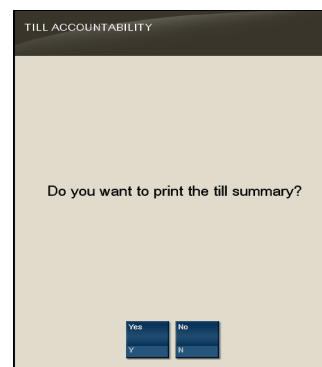 TILL ACCOUNTABILITY
Do you want to print the till summary?
Yes No
Y N